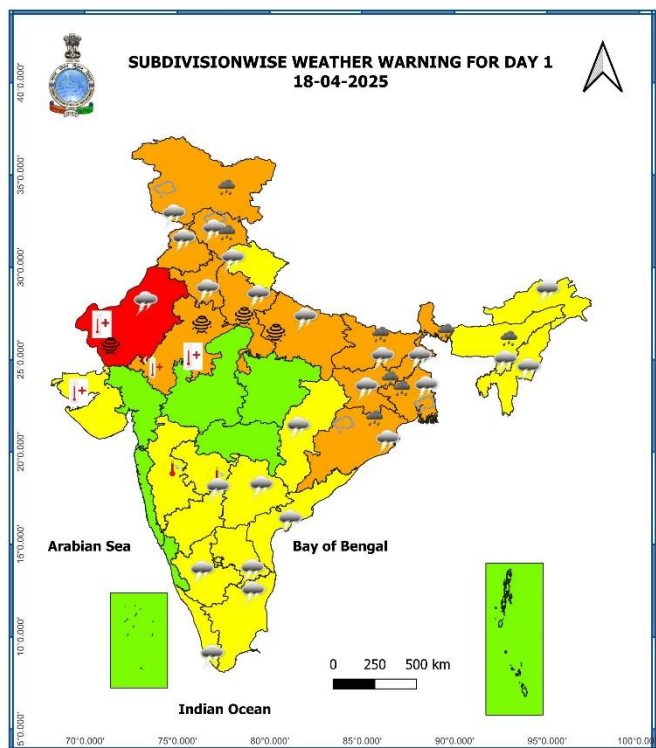 SUBDIVISIONWISE WEATHER WARNING FOR DAY 1
18-04-2025
40°0.000'
35°0.000'
30°0.000'
25°0.000'
20°0.000'
15°0.000'
10°0.000'
5°0.000'
Arabian Sea
Bay of Bengal
0 250 500 km
Indian Ocean
70°0.000' 75°0.000' 80°0.000' 85°0.000' 90°0.000' 95°0.000' 100°0.000'